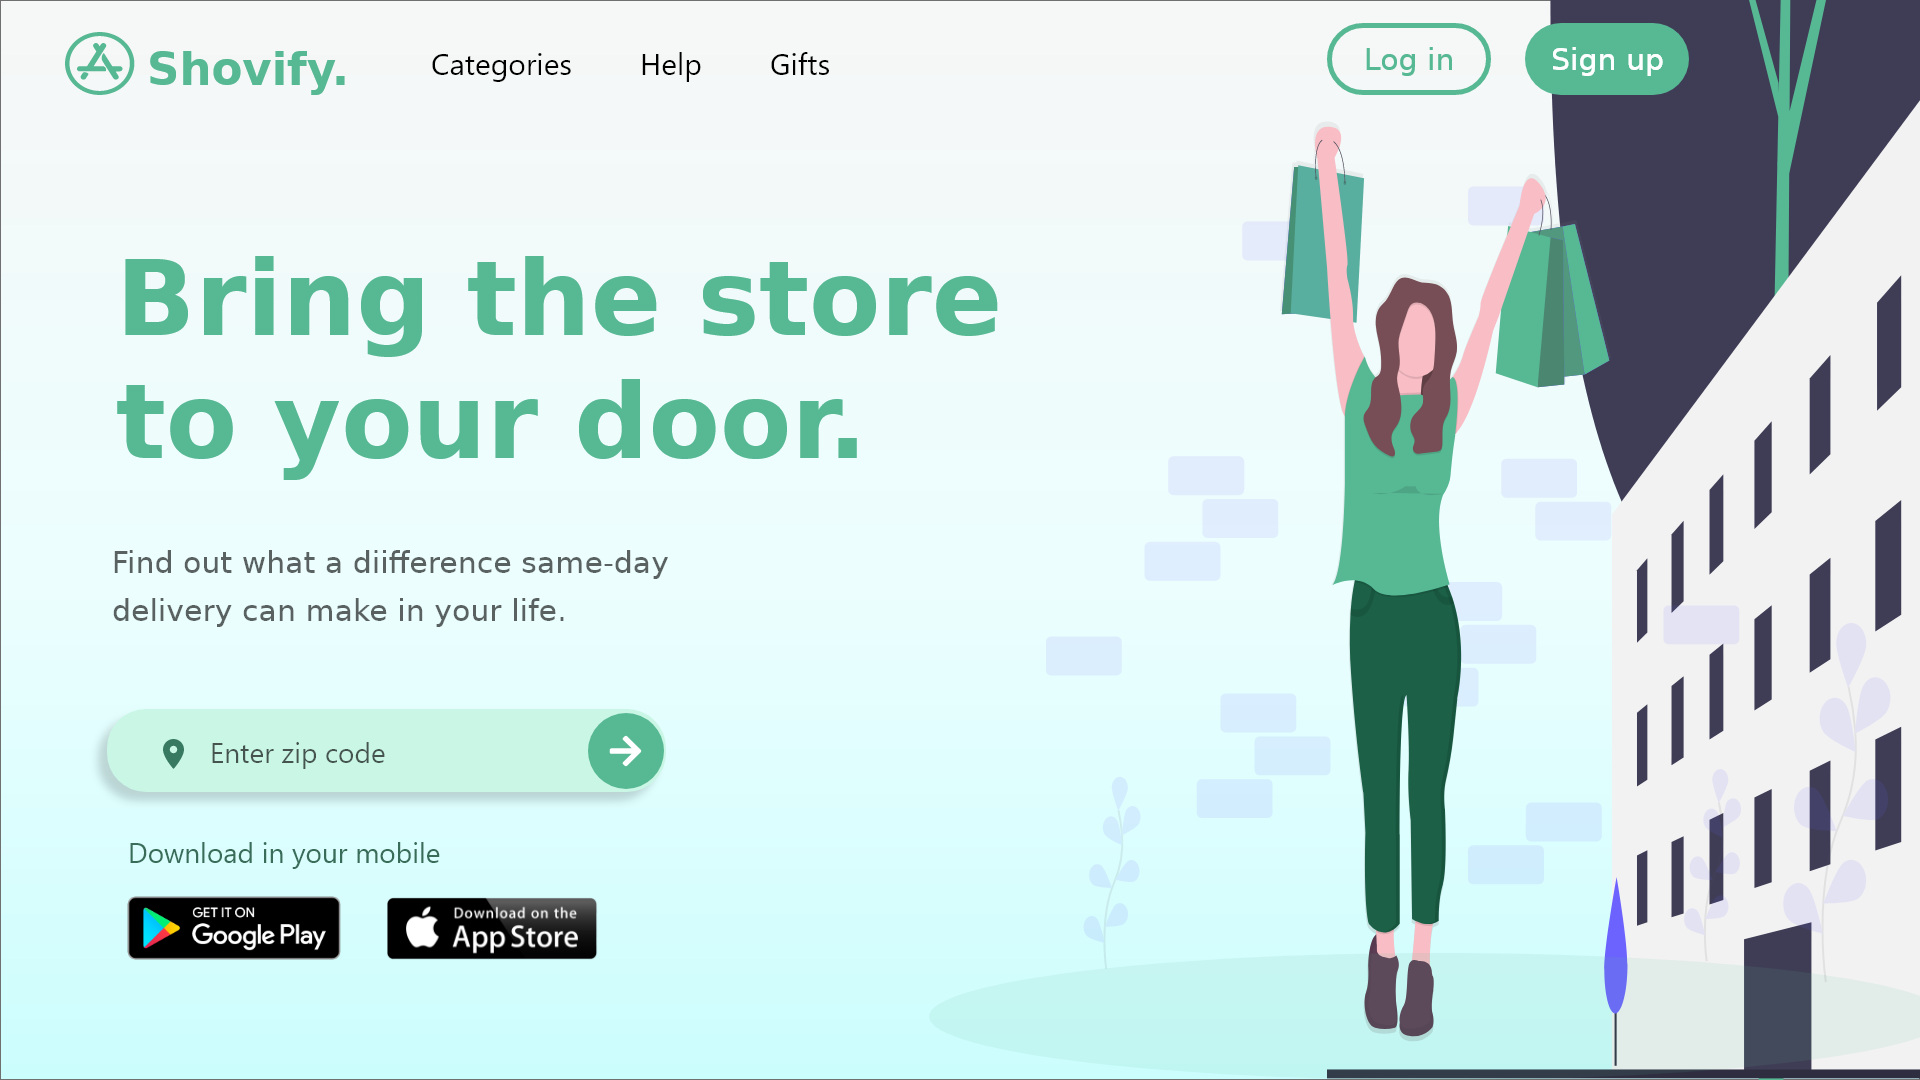 Shovify.
Categories
Help
Gifts
Log in
Sign up
Bring the store
to your door.
Find out what a diifference same-day
delivery can make in your life.
Enter zip code
Download in your mobile
GET IT ON
Google Play
Download on the
App Store